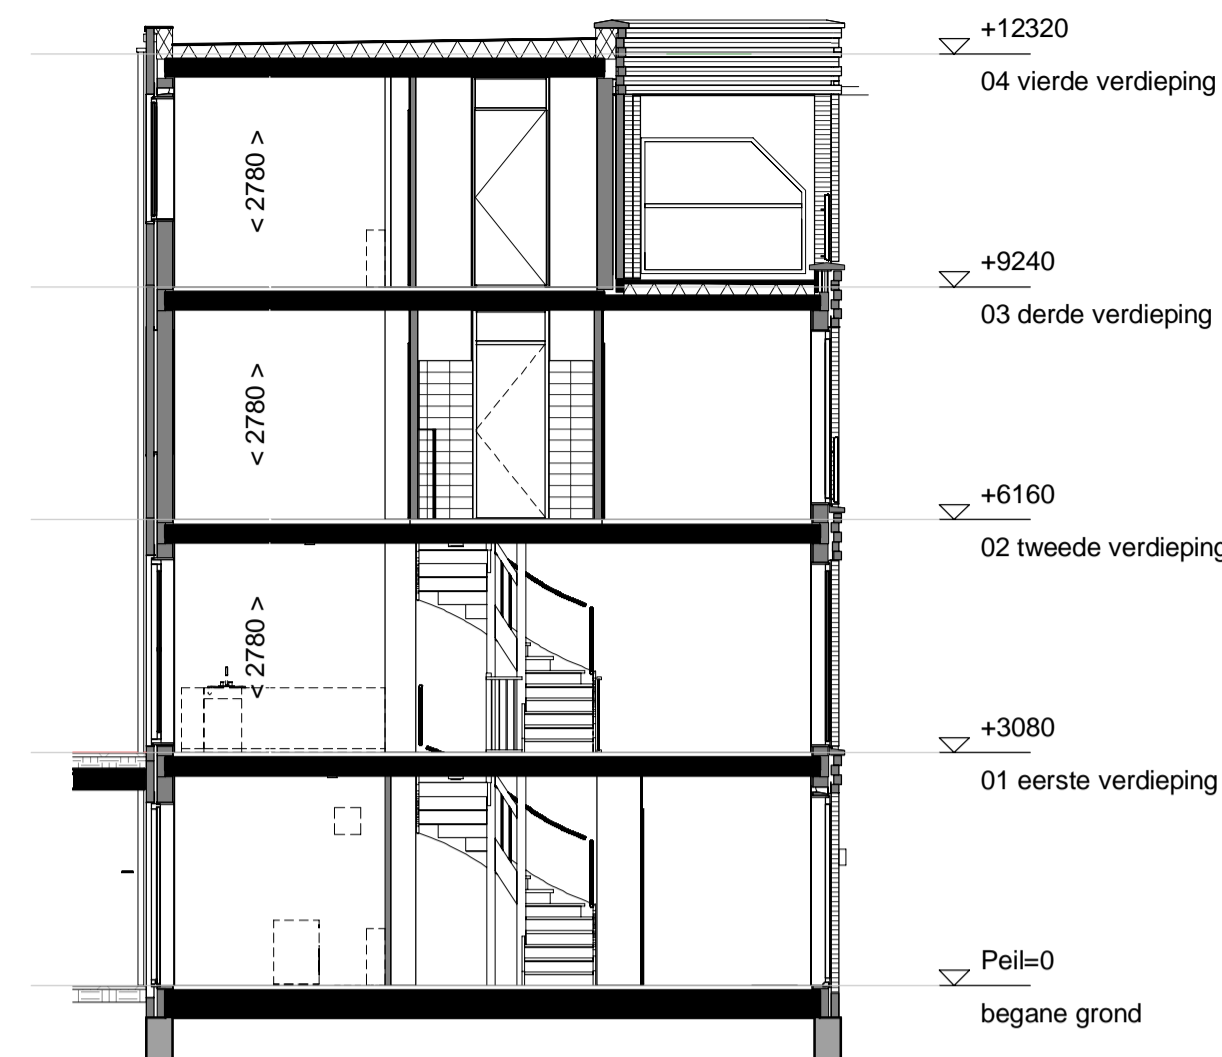 +12320
04 vierde verdieping
< 2780 >
+9240
03 derde verdieping
< 2780 >
+6160
02 tweede verdieping
< 2780 >
+3080
01 eerste verdieping
Peil=0
begane grond